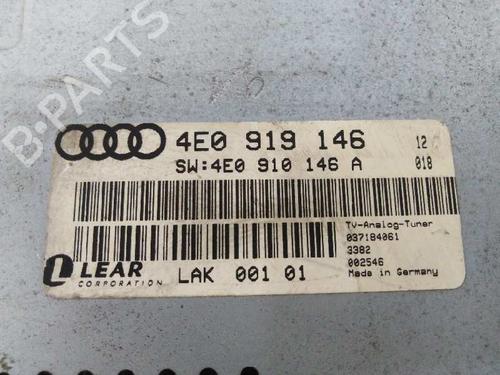 B-PARTS
4E0 919 146 12
SW:4E0 910 146 A 018
Tv-Analog-Tuner
037184061
3382
002546
Made in Germany
LEAR
CORPORATION
LAK 001 01